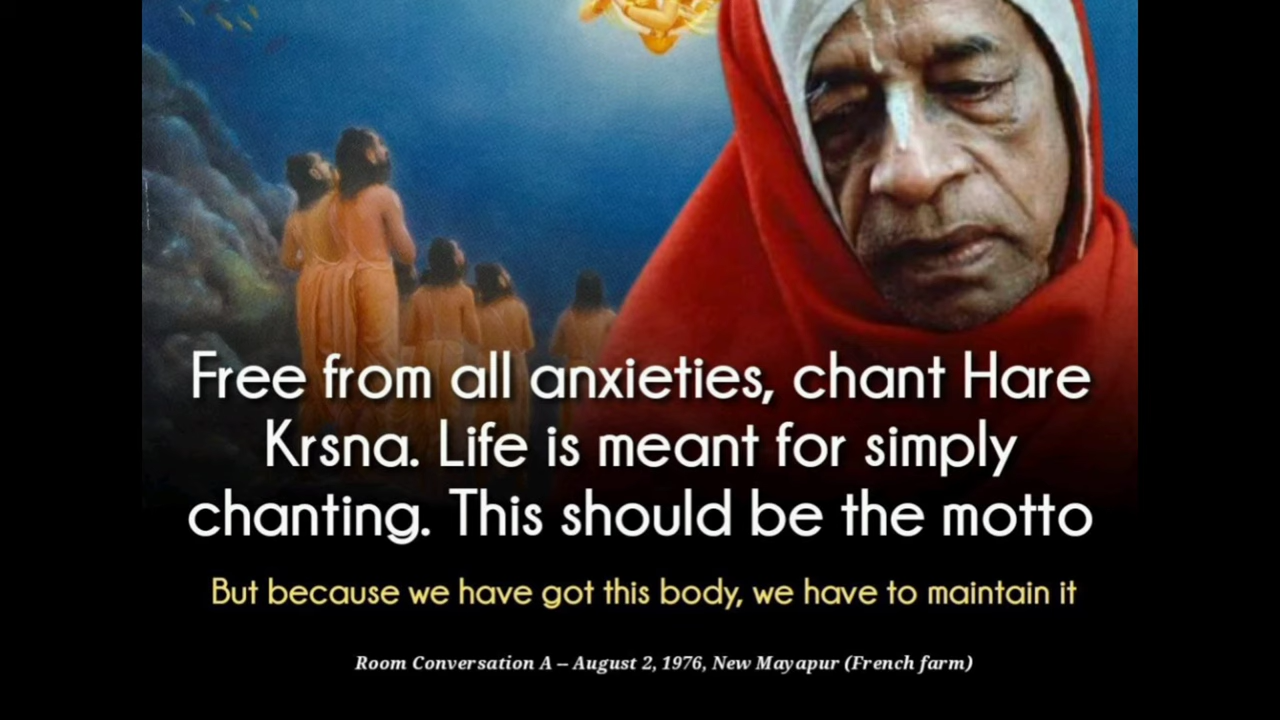 Free from all anxieties, chant Hare
Krsna. Life is meant for simply
chanting. This should be the motto
But because we have got this body, we have to maintain it
Room Conversation A – August 2, 1976, New Mayapur (French farm)